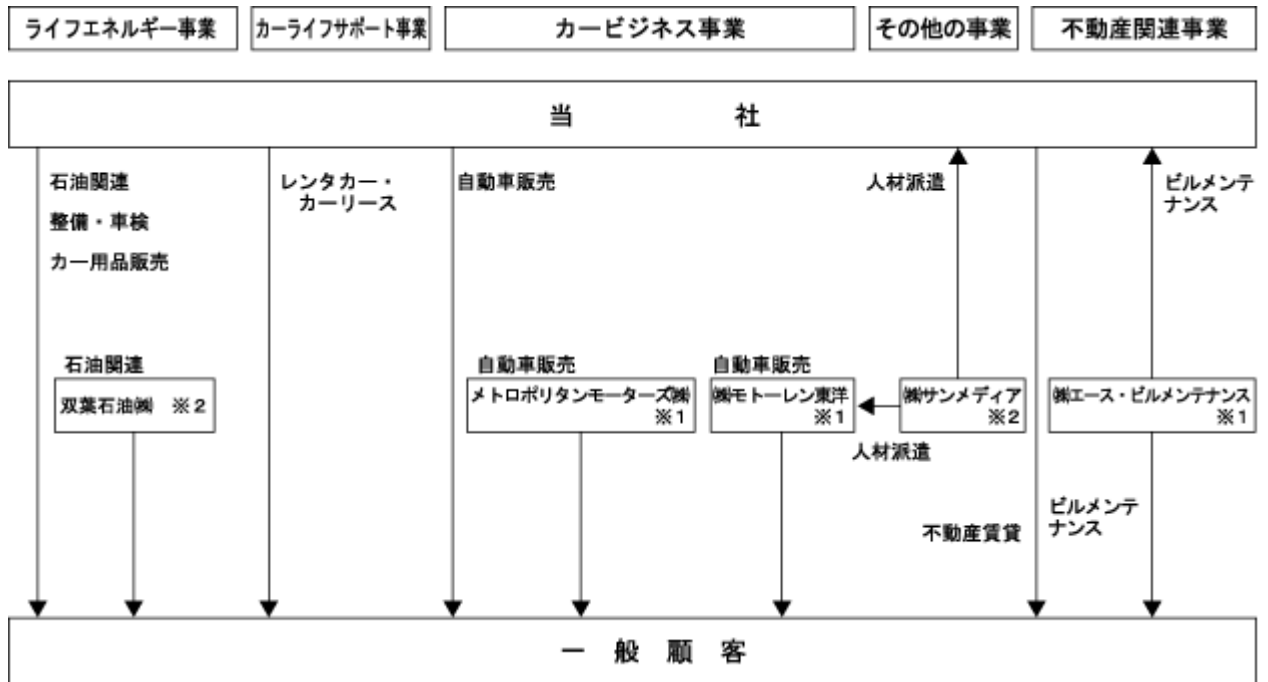 ライフエネルギー事業
カーライフサポート事業
カービジネス事業
その他の事業
不動産関連事業
当 社
石油関連
整備・車検
カー用品販売
レンタカー・
カーリース
自動車販売
人材派遣
ビルメンテ
ナンス
石油関連
双葉石油㈱ ※2
自動車販売
メトロポリタンモーターズ㈱
※1
自動車販売
㈱モトーレン東洋
※1
㈱サンメディア
※2
㈱エース・ビルメンテナンス
※1
人材派遣
不動産賃貸
ビルメンテ
ナンス
一 般 顧 客